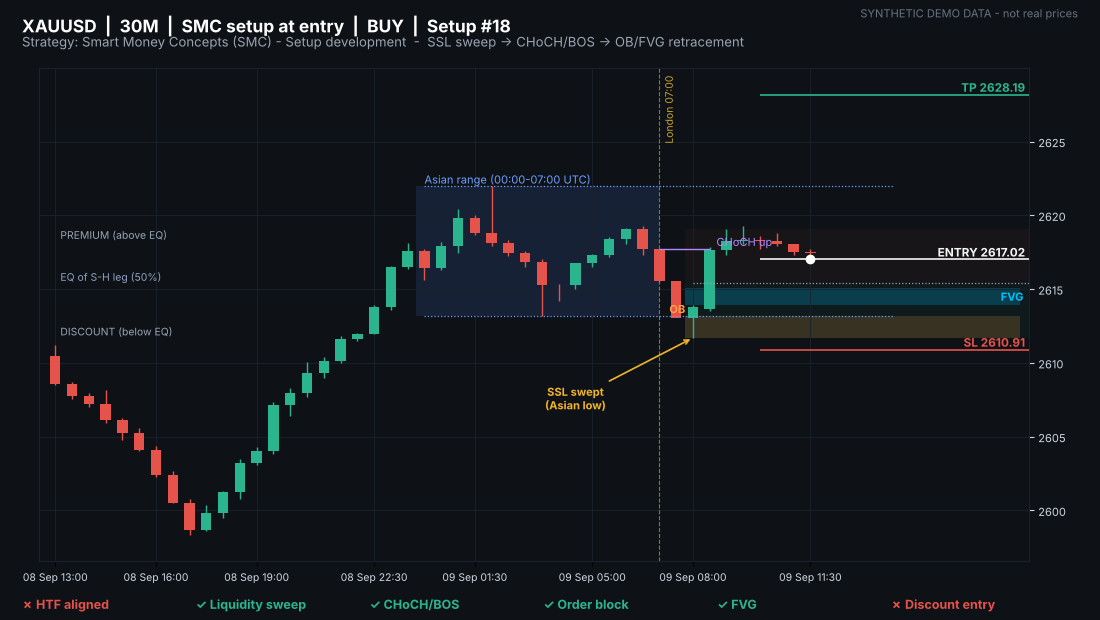 SYNTHETIC DEMO DATA - not real prices
XAUUSD | 30M | SMC setup at entry | BUY | Setup #18
Strategy: Smart Money Concepts (SMC) - Setup development - SSL sweep → CHoCH/BOS → OB/FVG retracement
London 07:00
TP 2628.19
2625
Asian range (00:00-07:00 UTC)
2620
PREMIUM (above EQ)
CHoCH up
ENTRY 2617.02
EQ of S-H leg (50%)
2615
FVG
OB
DISCOUNT (below EQ)
SL 2610.91
2610
SSL swept
(Asian low)
2605
2600
08 Sep 13:00 08 Sep 16:00 08 Sep 19:00 08 Sep 22:30 09 Sep 01:30 09 Sep 05:00 09 Sep 08:00 09 Sep 11:30
× HTF aligned ✓ Liquidity sweep ✓ CHoCH/BOS ✓ Order block ✓ FVG × Discount entry